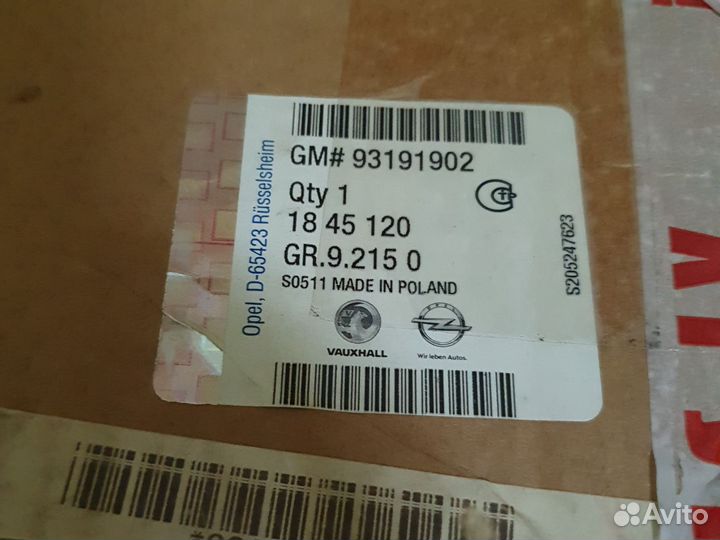 GM# 93191902
Qty 1
18 45 120
GR.9.215 0
S0511 MADE IN POLAND
VAUXHALL
Wir leben Autos.
Opel, D-65423 Rüsselsheim
S205247623
Avito